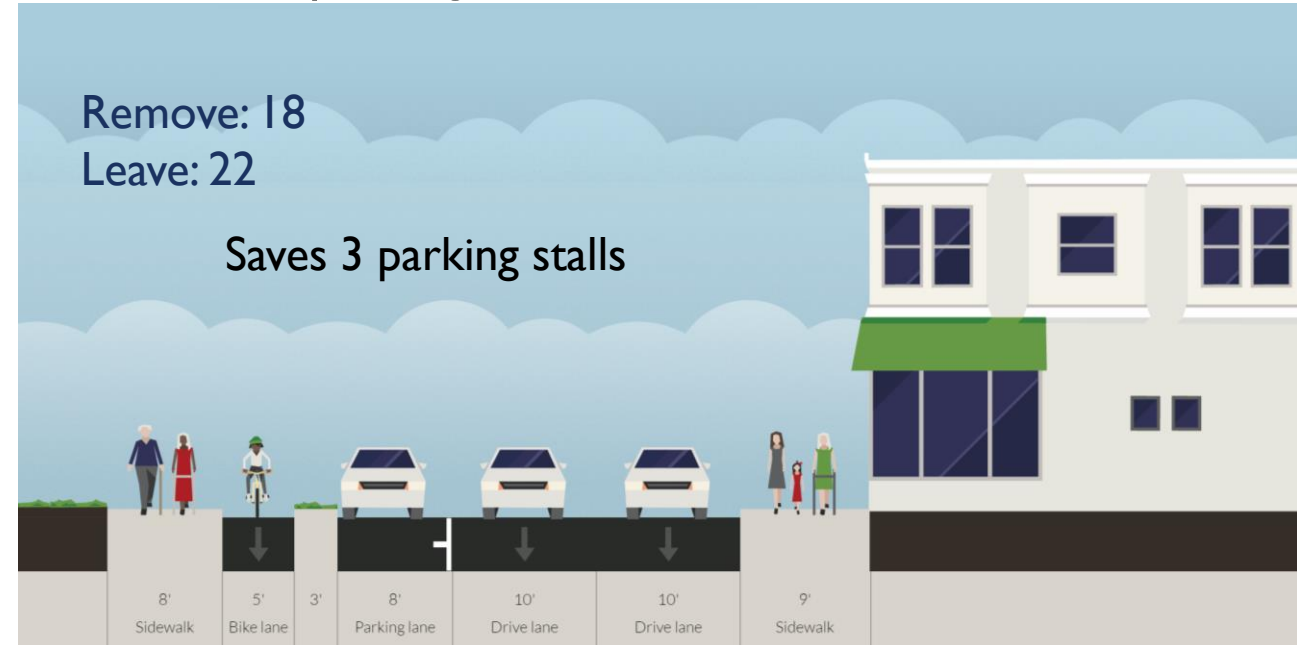 Remove: 18
Leave: 22
Saves 3 parking stalls
8' 5' 3' 8' 10' 10' 9'
Sidewalk Bike lane Parking lane Drive lane Drive lane Sidewalk